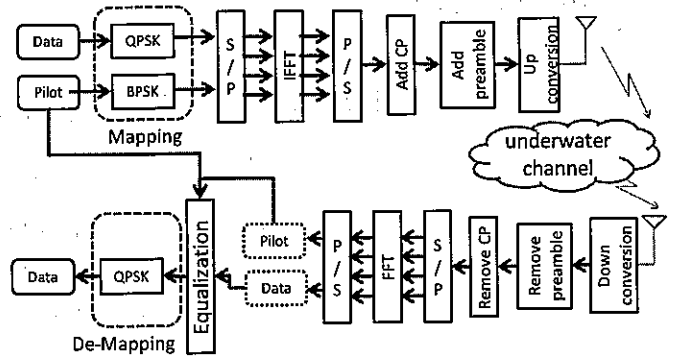 Data
QPSK
Pilot
BPSK
Mapping
S
/
P
IFFT
P
/
S
Add CP
Add
preamble
Up
conversion
underwater
channel
Down
conversion
Remove
preamble
Remove CP
S
/
P
FFT
P
/
S
Pilot
Data
Equalization
QPSK
Data
De-Mapping